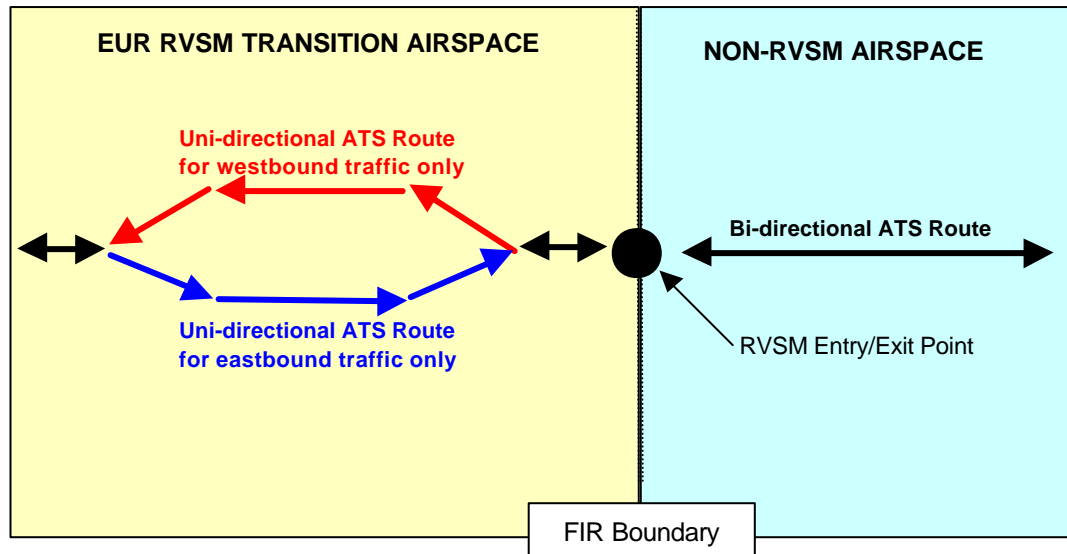 EUR RVSM TRANSITION AIRSPACE
NON-RVSM AIRSPACE
Uni-directional ATS Route
for westbound traffic only
Bi-directional ATS Route
Uni-directional ATS Route
for eastbound traffic only
RVSM Entry/Exit Point
FIR Boundary